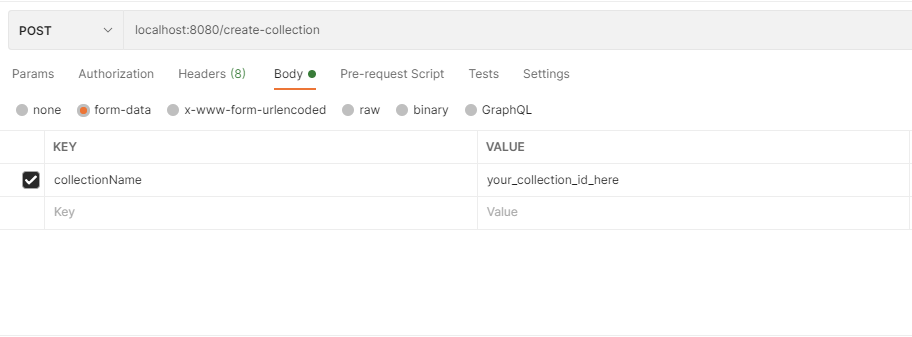 POST localhost:8080/create-collection
Params Authorization Headers (8) Body Pre-request Script Tests Settings
none form-data x-www-form-urlencoded raw binary GraphQL
KEY VALUE
collectionName your_collection_id_here
Key Value